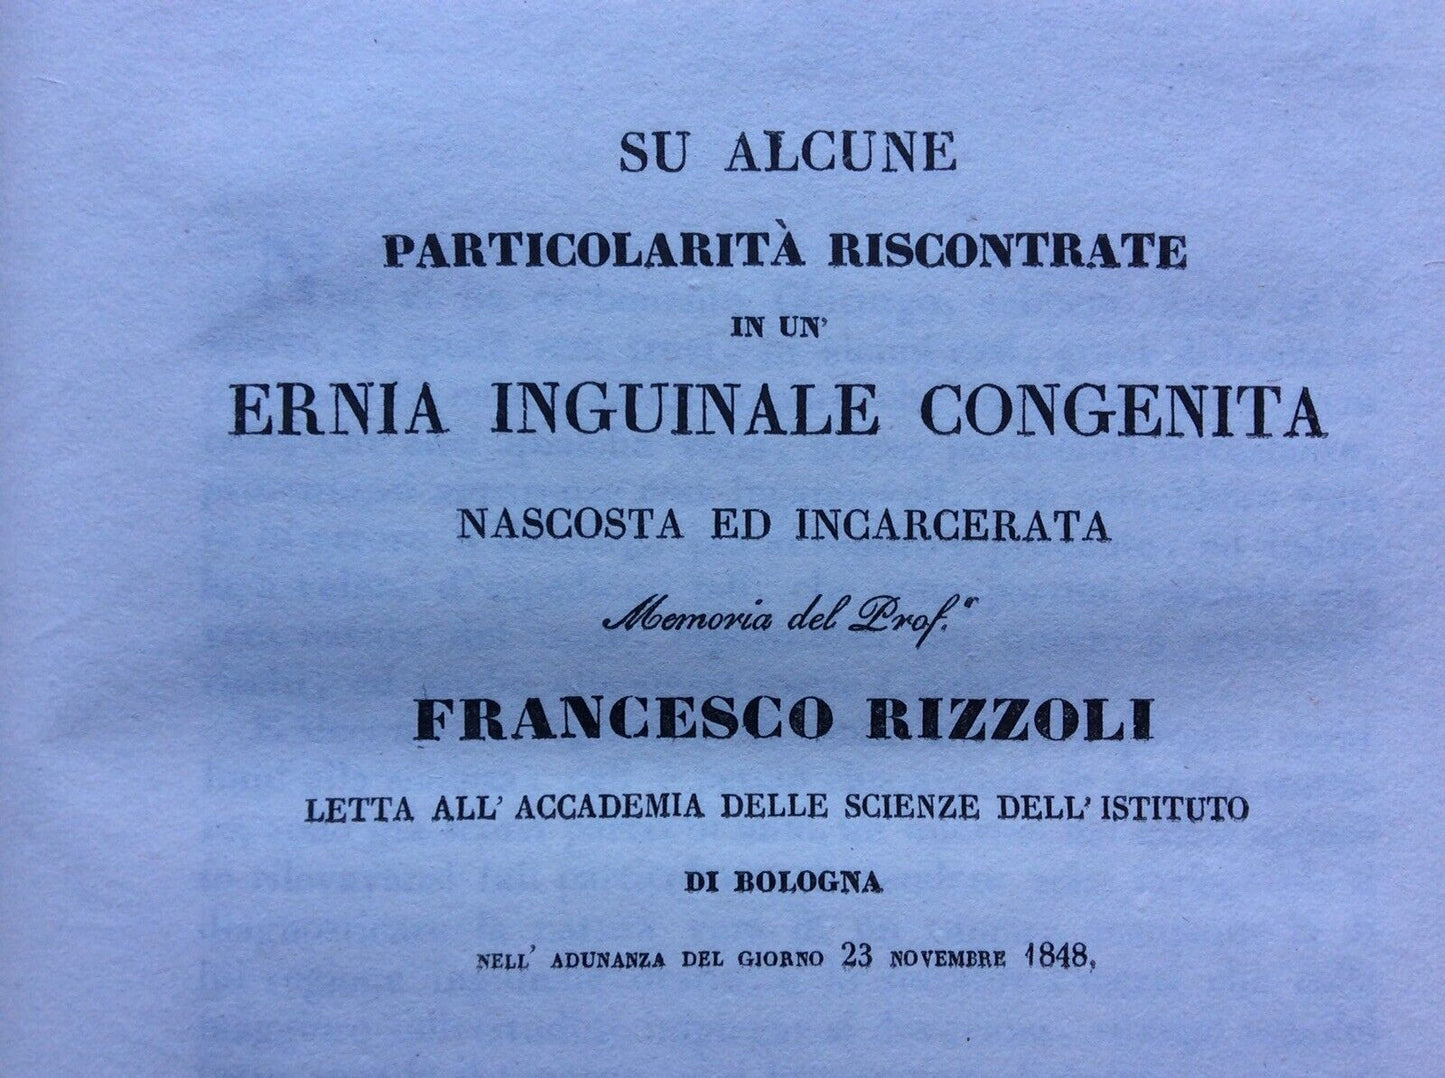 SU ALCUNE
PARTICOLARITÀ RISCONTRATE
IN UN'
ERNIA INGUINALE CONGENITA
NASCOSTA ED INCARCERATA
Memoria del Prof.r
FRANCESCO RIZZOLI
LETTA ALL' ACCADEMIA DELLE SCIENZE DELL' ISTITUTO
DI BOLOGNA
NELL' ADUNANZA DEL GIORNO 23 NOVEMBRE 1848.